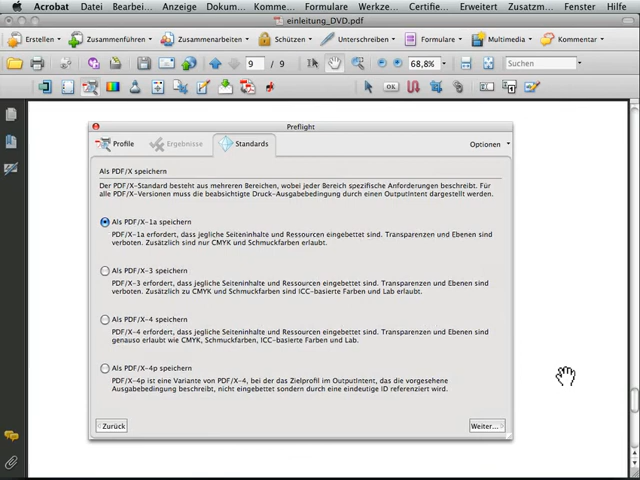 Acrobat Datei Bearbei... Anzeige Dokum... Komme... Formulare Werkz... Certifie... Erweitert Zusatzm... Fenster Hilfe
einleitung_DVD.pdf
Erstellen Zusammenführen Zusammenarbeiten Schützen Unterschreiben Formulare Multimedia Kommentar
9 / 9 68,8% Suchen
OK
Preflight
Profile Ergebnisse Standards Optionen
Als PDF/X speichern
Der PDF/X-Standard besteht aus mehreren Bereichen, wobei jeder Bereich spezifische Anforderungen beschreibt. Für
alle PDF/X-Versionen muss die beabsichtigte Druck-Ausgabebedingung durch einen OutputIntent dargestellt werden.
Als PDF/X-1a speichern
PDF/X-1a erfordert, dass jegliche Seiteninhalte und Ressourcen eingebettet sind. Transparenzen und Ebenen sind
verboten. Zusätzlich sind nur CMYK und Schmuckfarben erlaubt.
Als PDF/X-3 speichern
PDF/X-3 erfordert, dass jegliche Seiteninhalte und Ressourcen eingebettet sind. Transparenzen und Ebenen sind
verboten. Zusätzlich zu CMYK und Schmuckfarben sind ICC-basierte Farben und Lab erlaubt.
Als PDF/X-4 speichern
PDF/X-4 erfordert, dass jegliche Seiteninhalte und Ressourcen eingebettet sind. Transparenzen und Ebenen sind
genauso erlaubt wie CMYK, Schmuckfarben, ICC-basierte Farben und Lab.
Als PDF/X-4p speichern
PDF/X-4p ist eine Variante von PDF/X-4, bei der das Zielprofil im OutputIntent, das die vorgesehene
Ausgabebedingung beschreibt, nicht eingebettet sondern durch eine eindeutige ID referenziert wird.
Zurück Weiter...